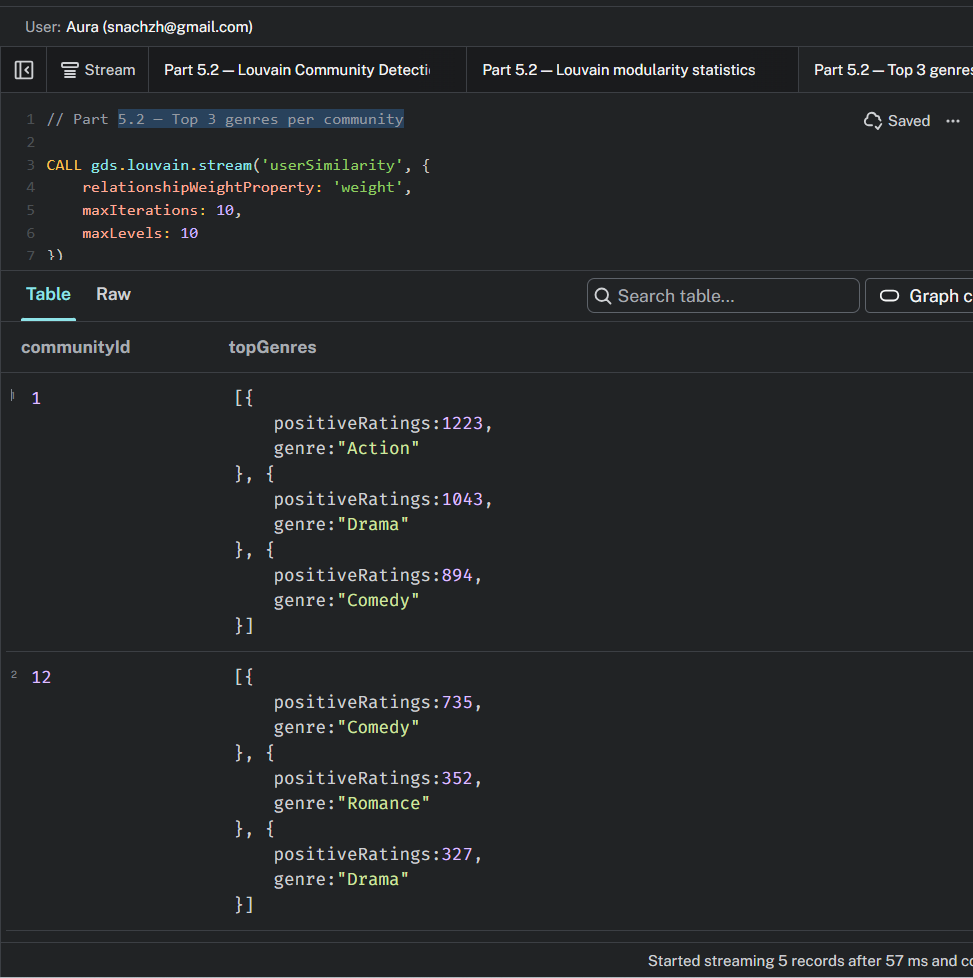 User: Aura (snachzh@gmail.com)
Stream
Part 5.2 — Louvain Community Detecti
Part 5.2 — Louvain modularity statistics
Part 5.2 — Top 3 genres
1 // Part 5.2 — Top 3 genres per community
Saved
2
3 CALL gds.louvain.stream('userSimilarity', {
4 relationshipWeightProperty: 'weight',
5 maxIterations: 10,
6 maxLevels: 10
7 })
Table
Raw
Search table...
Graph
communityId
topGenres
1
[{
positiveRatings:1223,
genre:"Action"
}, {
positiveRatings:1043,
genre:"Drama"
}, {
positiveRatings:894,
genre:"Comedy"
}]
2
12
[{
positiveRatings:735,
genre:"Comedy"
}, {
positiveRatings:352,
genre:"Romance"
}, {
positiveRatings:327,
genre:"Drama"
}]
Started streaming 5 records after 57 ms and